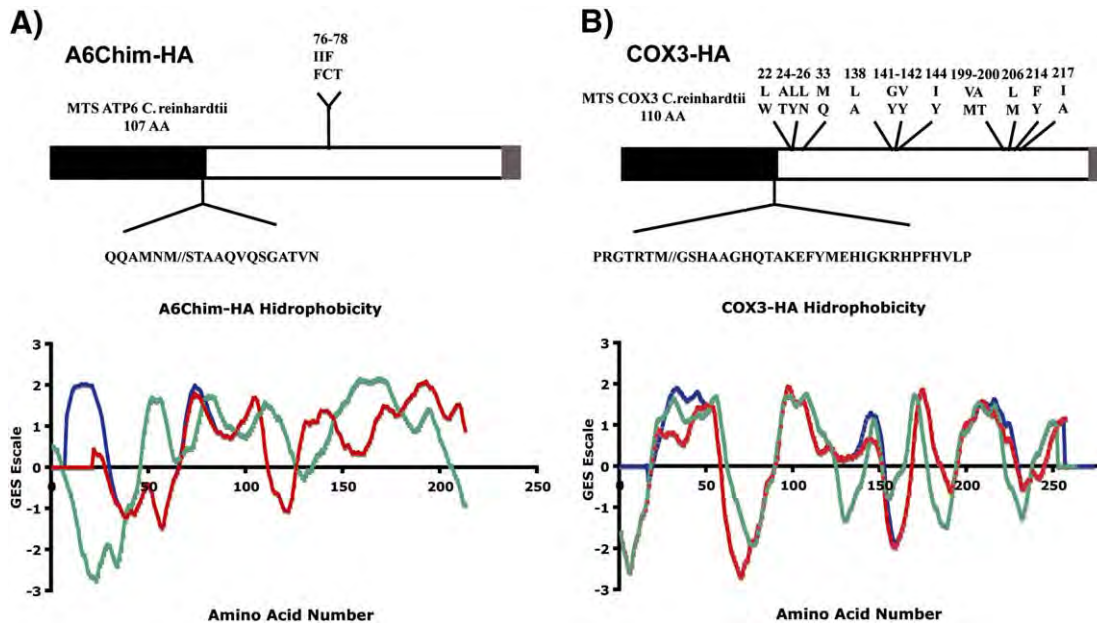 A)
A6Chim-HA
76-78
IIF
FCT
MTS ATP6 C.reinhardtii
107 AA
QQAMNM//STAAQVQSGATVN
A6Chim-HA Hidrophobicity
GES Escale
3
2
1
0
-1
-2
-3
0 50 100 150 200 250
Amino Acid Number
B)
COX3-HA
22 24-26 33 138 141-142 144 199-200 206 214 217
L ALL M L GV I VA L F I
W TYN Q A YY Y MT M Y A
MTS COX3 C.reinhardtii
110 AA
PRGTRTM//GSHAAGHQTAKEFYMEHIGKRHPFHVLP
COX3-HA Hidrophobicity
GES Escale
3
2
1
0
-1
-2
-3
0 50 100 150 200 250
Amino Acid Number